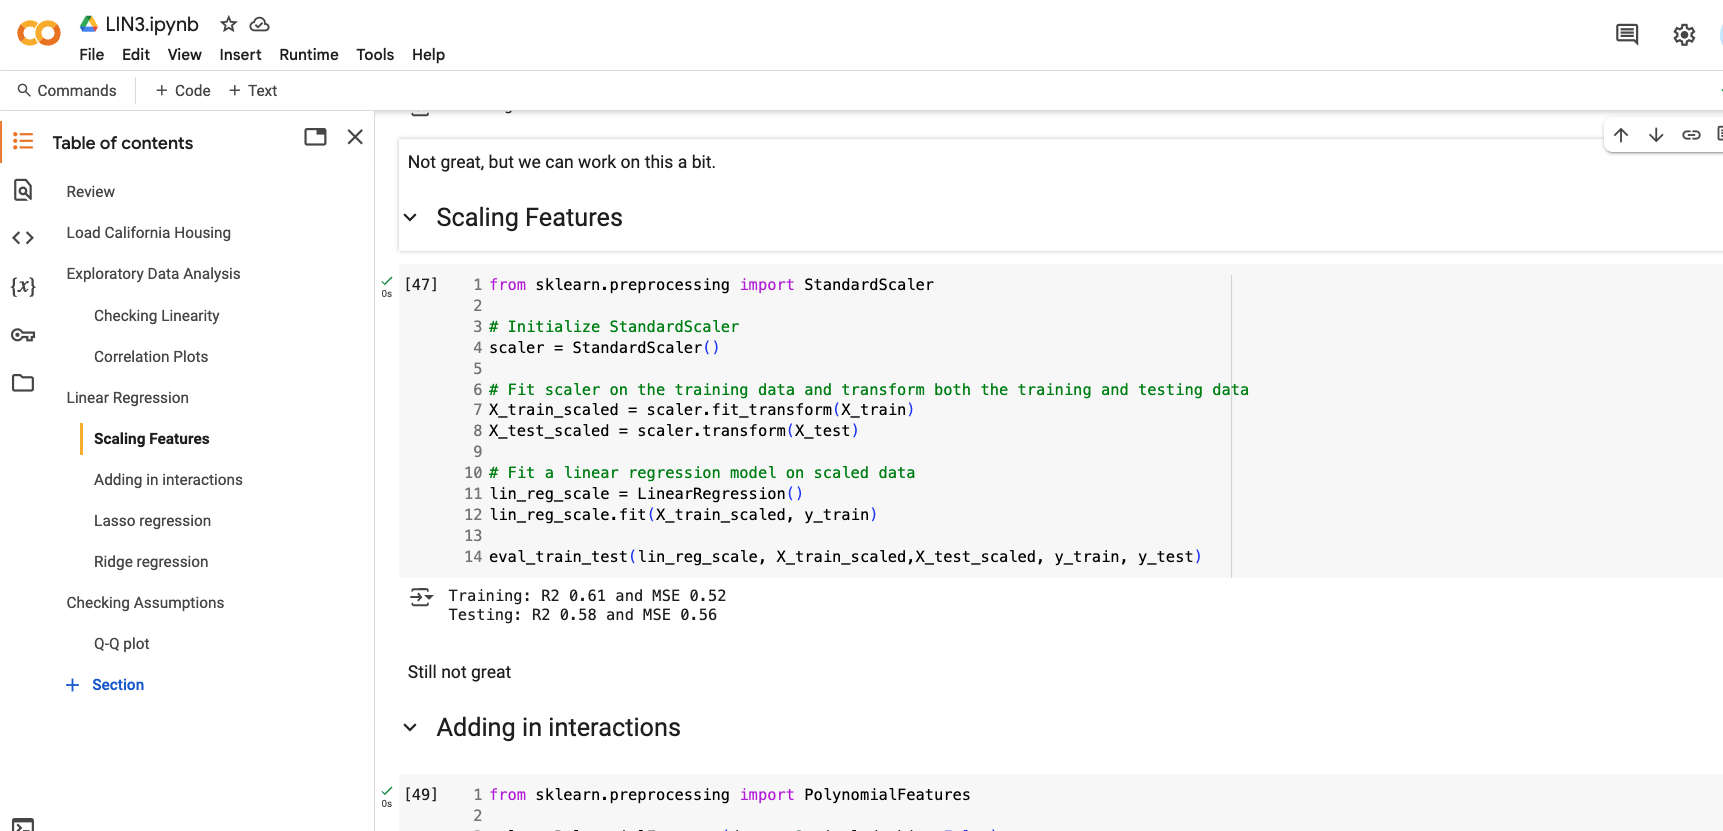 LIN3.ipynb
File Edit View Insert Runtime Tools Help
Commands + Code + Text
Table of contents
Review
Load California Housing
Exploratory Data Analysis
Checking Linearity
Correlation Plots
Linear Regression
Scaling Features
Adding in interactions
Lasso regression
Ridge regression
Checking Assumptions
Q-Q plot
+ Section
Not great, but we can work on this a bit.
Scaling Features
0s [47]
1 from sklearn.preprocessing import StandardScaler
2
3 # Initialize StandardScaler
4 scaler = StandardScaler()
5
6 # Fit scaler on the training data and transform both the training and testing data
7 X_train_scaled = scaler.fit_transform(X_train)
8 X_test_scaled = scaler.transform(X_test)
9
10 # Fit a linear regression model on scaled data
11 lin_reg_scale = LinearRegression()
12 lin_reg_scale.fit(X_train_scaled, y_train)
13
14 eval_train_test(lin_reg_scale, X_train_scaled,X_test_scaled, y_train, y_test)
Training: R2 0.61 and MSE 0.52
Testing: R2 0.58 and MSE 0.56
Still not great
Adding in interactions
0s [49]
1 from sklearn.preprocessing import PolynomialFeatures
2